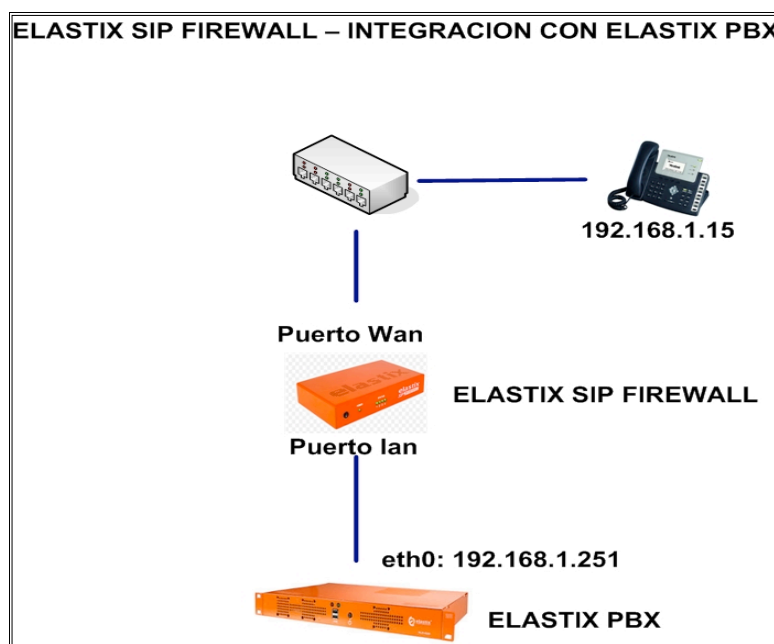 ELASTIX SIP FIREWALL – INTEGRACION CON ELASTIX PBX
192.168.1.15
Puerto Wan
elastix
ELASTIX SIP FIREWALL
Puerto lan
eth0: 192.168.1.251
ELASTIX PBX